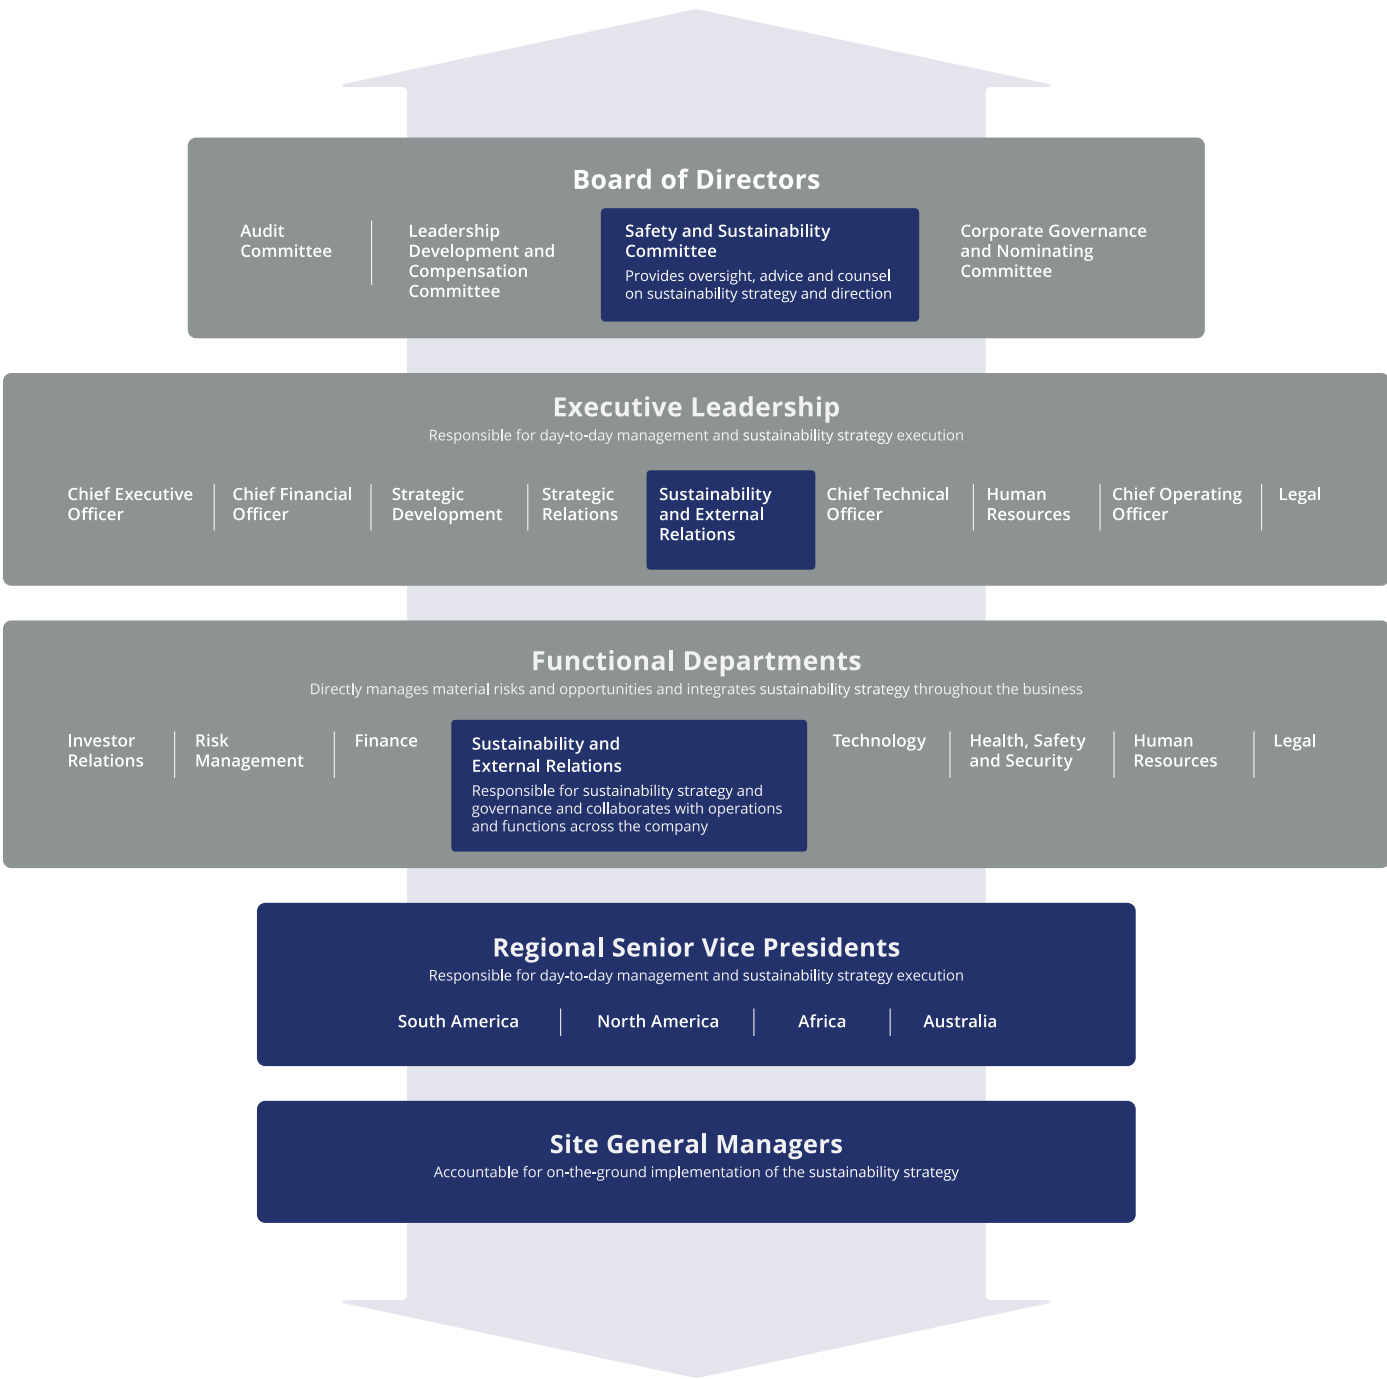 Board of Directors
Audit
Committee
Leadership
Development and
Compensation
Committee
Safety and Sustainability
Committee
Provides oversight, advice and counsel
on sustainability strategy and direction
Corporate Governance
and Nominating
Committee
Executive Leadership
Responsible for day-to-day management and sustainability strategy execution
Chief Executive
Officer
Chief Financial
Officer
Strategic
Development
Strategic
Relations
Sustainability
and External
Relations
Chief Technical
Officer
Human
Resources
Chief Operating
Officer
Legal
Functional Departments
Directly manages material risks and opportunities and integrates sustainability strategy throughout the business
Investor
Relations
Risk
Management
Finance
Sustainability and
External Relations
Responsible for sustainability strategy and
governance and collaborates with operations
and functions across the company
Technology
Health, Safety
and Security
Human
Resources
Legal
Regional Senior Vice Presidents
Responsible for day-to-day management and sustainability strategy execution
South America
North America
Africa
Australia
Site General Managers
Accountable for on-the-ground implementation of the sustainability strategy